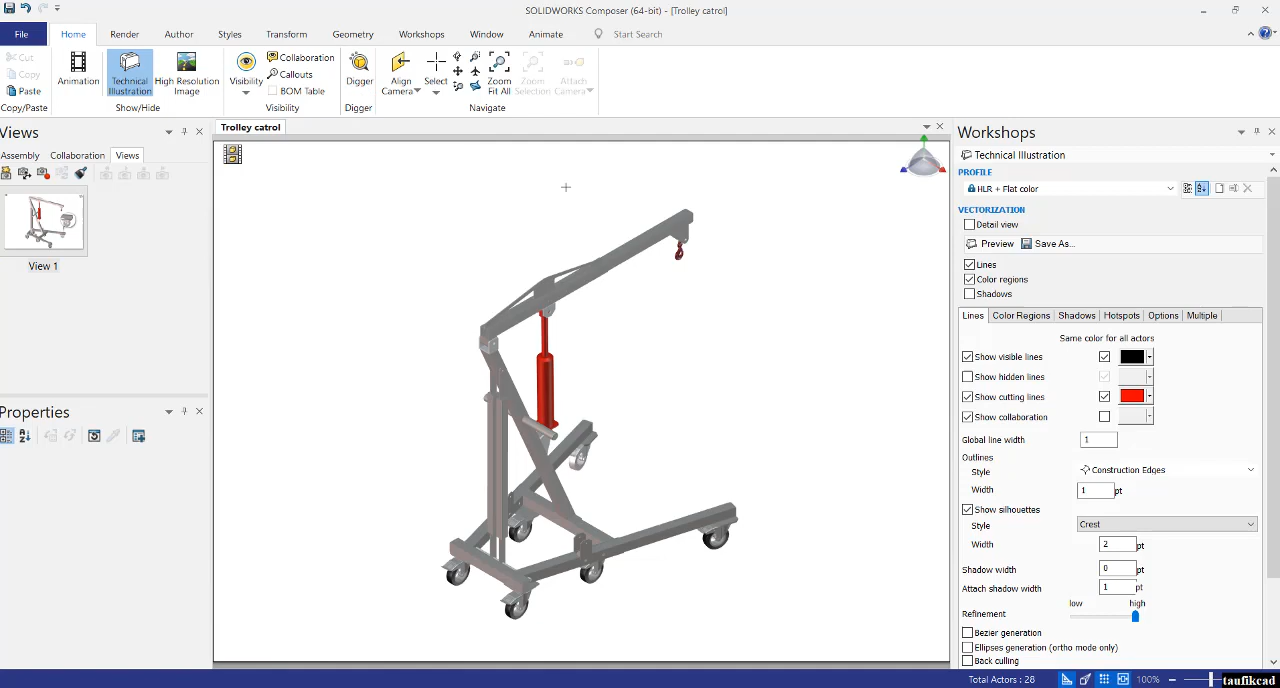 SOLIDWORKS Composer (64-bit) - [Trolley catrol]
File Home Render Author Styles Transform Geometry Workshops Window Animate Start Search
Cut
Copy
Paste
Copy/Paste
Animation
Technical Illustration
High Resolution Image
Show/Hide
Visibility
Collaboration
Callouts
BOM Table
Visibility
Digger
Digger
Align Camera
Select
Zoom Fit All
Zoom Selection
Attach Camera
Navigate
Views
Assembly Collaboration Views
View 1
Properties
Trolley catrol
Workshops
Technical Illustration
PROFILE
HLR + Flat color
VECTORIZATION
Detail view
Preview Save As...
Lines
Color regions
Shadows
Lines Color Regions Shadows Hotspots Options Multiple
Same color for all actors
Show visible lines
Show hidden lines
Show cutting lines
Show collaboration
Global line width 1
Outlines
Style Construction Edges
Width 1 pt
Show silhouettes
Style Crest
Width 2 pt
Shadow width 0 pt
Attach shadow width 1 pt
low high
Refinement
Bezier generation
Ellipses generation (ortho mode only)
Back culling
Total Actors : 28 100%
taufikcad